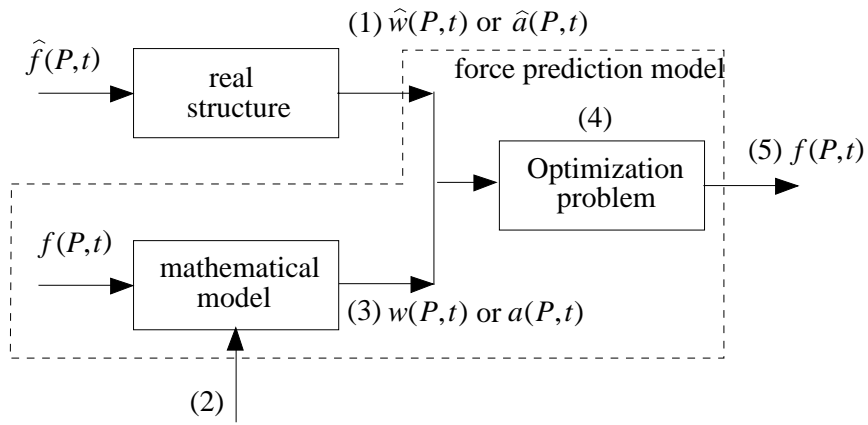 (1) ŵ(P,t) or â(P,t)
f̂(P,t)
real
structure
force prediction model
(4)
Optimization
problem
(5) f(P,t)
f(P,t)
mathematical
model
(3) w(P,t) or a(P,t)
(2)